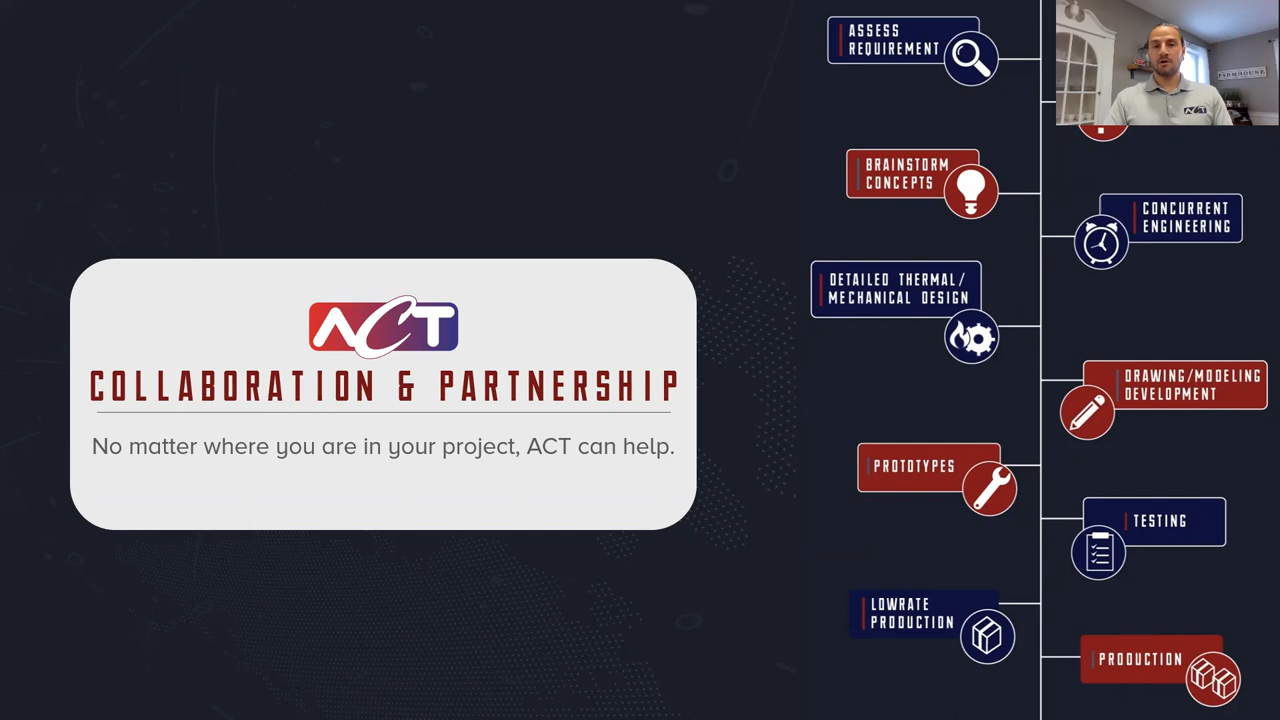 ACT
COLLABORATION & PARTNERSHIP
No matter where you are in your project, ACT can help.
ASSESS
REQUIREMENT
BRAINSTORM
CONCEPTS
CONCURRENT
ENGINEERING
DETAILED THERMAL/
MECHANICAL DESIGN
DRAWING/MODELING
DEVELOPMENT
PROTOTYPES
TESTING
LOWRATE
PRODUCTION
PRODUCTION
FARMHOUSE
ACT